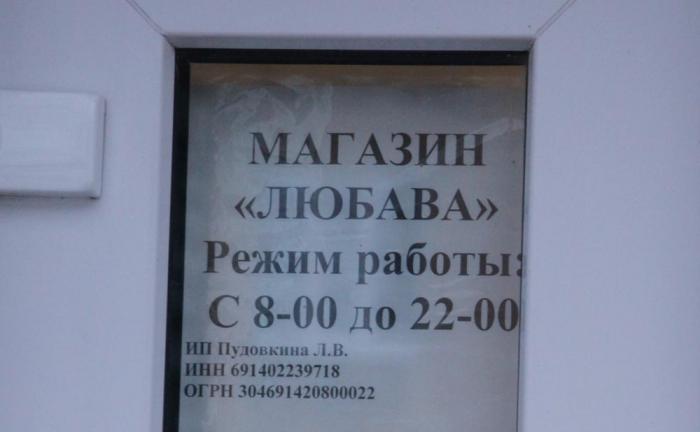 МАГАЗИН
«ЛЮБАВА»
Режим работы:
С 8-00 до 22-00
ИП Пудовкина Л.В.
ИНН 691402239718
ОГРН 304691420800022